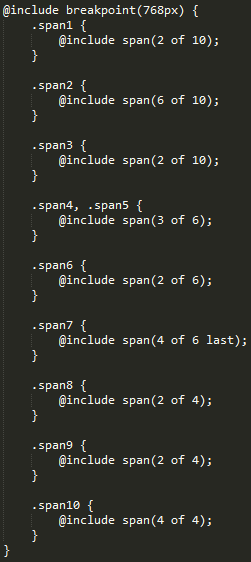 @include breakpoint(768px) {
    .span1 {
        @include span(2 of 10);
    }

    .span2 {
        @include span(6 of 10);
    }

    .span3 {
        @include span(2 of 10);
    }

    .span4, .span5 {
        @include span(3 of 6);
    }

    .span6 {
        @include span(2 of 6);
    }

    .span7 {
        @include span(4 of 6 last);
    }

    .span8 {
        @include span(2 of 4);
    }

    .span9 {
        @include span(2 of 4);
    }

    .span10 {
        @include span(4 of 4);
    }
}